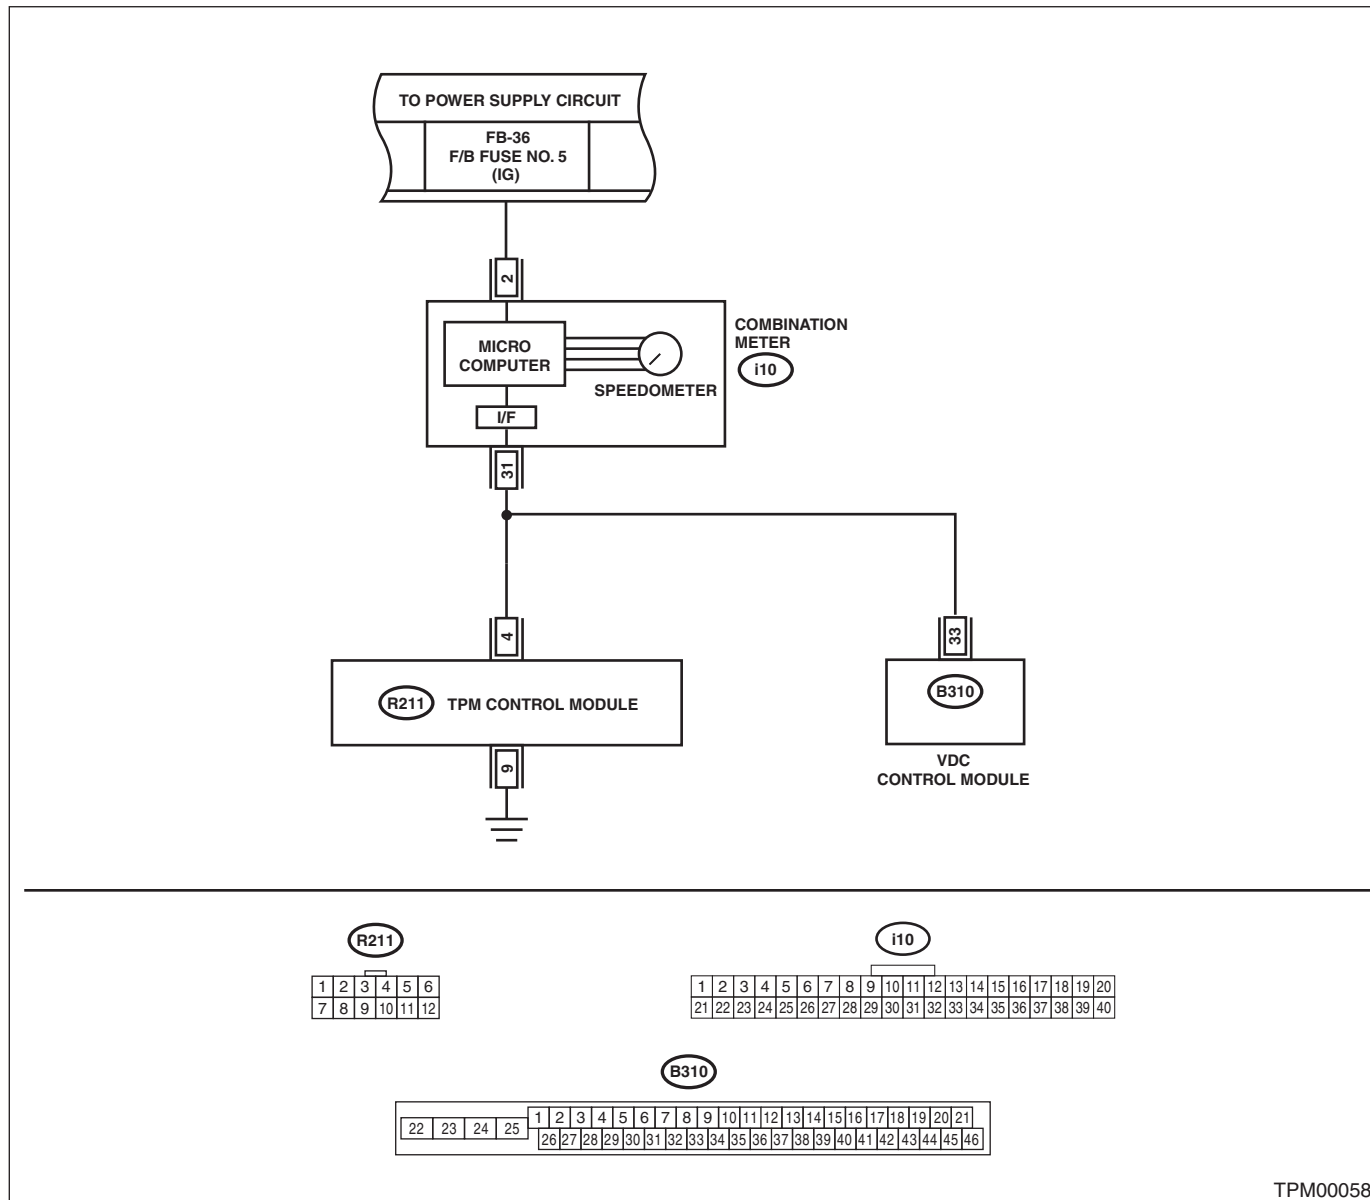 TO POWER SUPPLY CIRCUIT
FB-36
F/B FUSE NO. 5
(IG)
2
MICRO
COMPUTER
SPEEDOMETER
I/F
COMBINATION
METER
i10
31
4
33
R211 TPM CONTROL MODULE
B310
9
VDC
CONTROL MODULE
R211
1 2 3 4 5 6
7 8 9 10 11 12
i10
1 2 3 4 5 6 7 8 9 10 11 12 13 14 15 16 17 18 19 20
21 22 23 24 25 26 27 28 29 30 31 32 33 34 35 36 37 38 39 40
B310
1 2 3 4 5 6 7 8 9 10 11 12 13 14 15 16 17 18 19 20 21
22 23 24 25
26 27 28 29 30 31 32 33 34 35 36 37 38 39 40 41 42 43 44 45 46
TPM00058